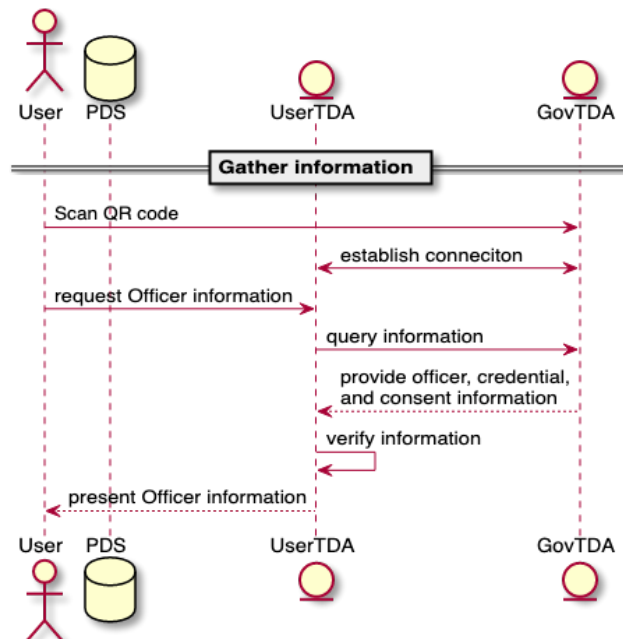 User PDS UserTDA GovTDA
Gather information
Scan QR code
establish conneciton
request Officer information
query information
provide officer, credential,
and consent information
verify information
present Officer information
User PDS UserTDA GovTDA